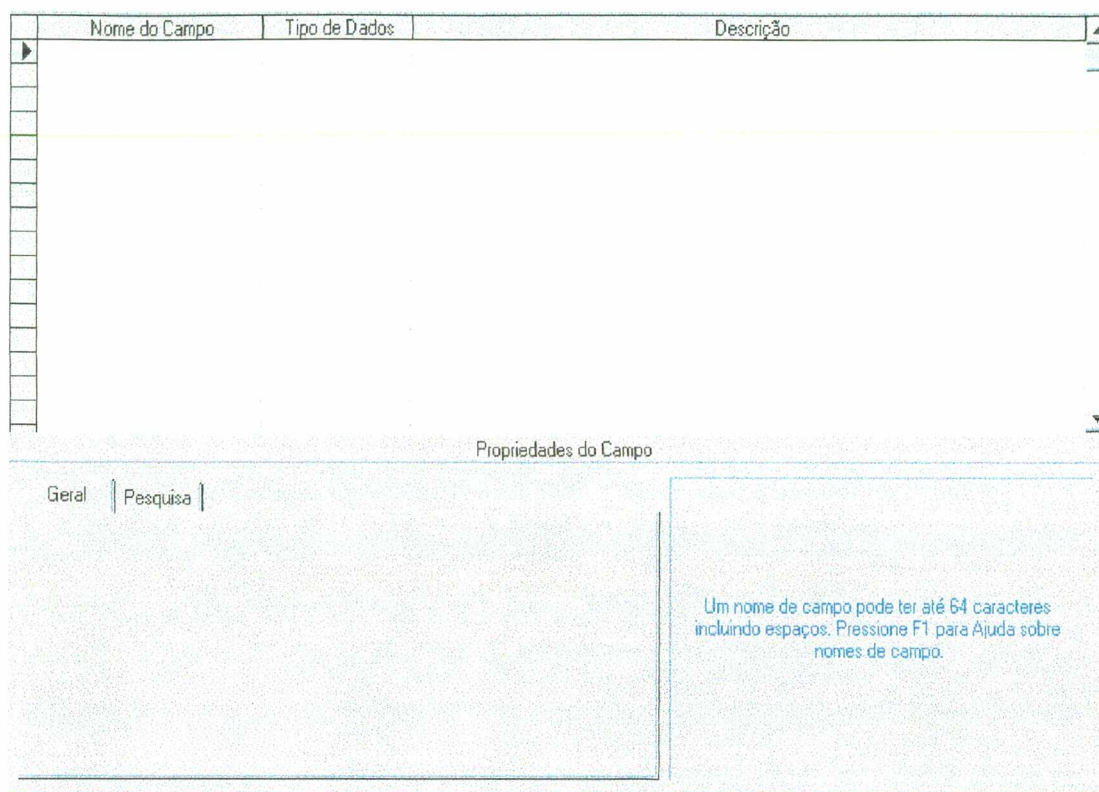 Nome do Campo Tipo de Dados Descrição
Propriedades do Campo
Geral Pesquisa
Um nome de campo pode ter até 64 caracteres
incluindo espaços. Pressione F1 para Ajuda sobre
nomes de campo.